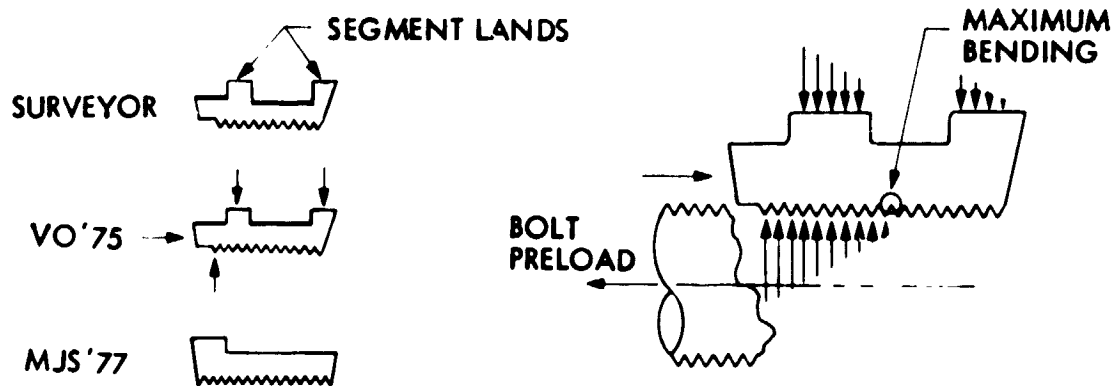 SEGMENT LANDS
SURVEYOR
VO'75
MJS'77
MAXIMUM
BENDING
BOLT
PRELOAD